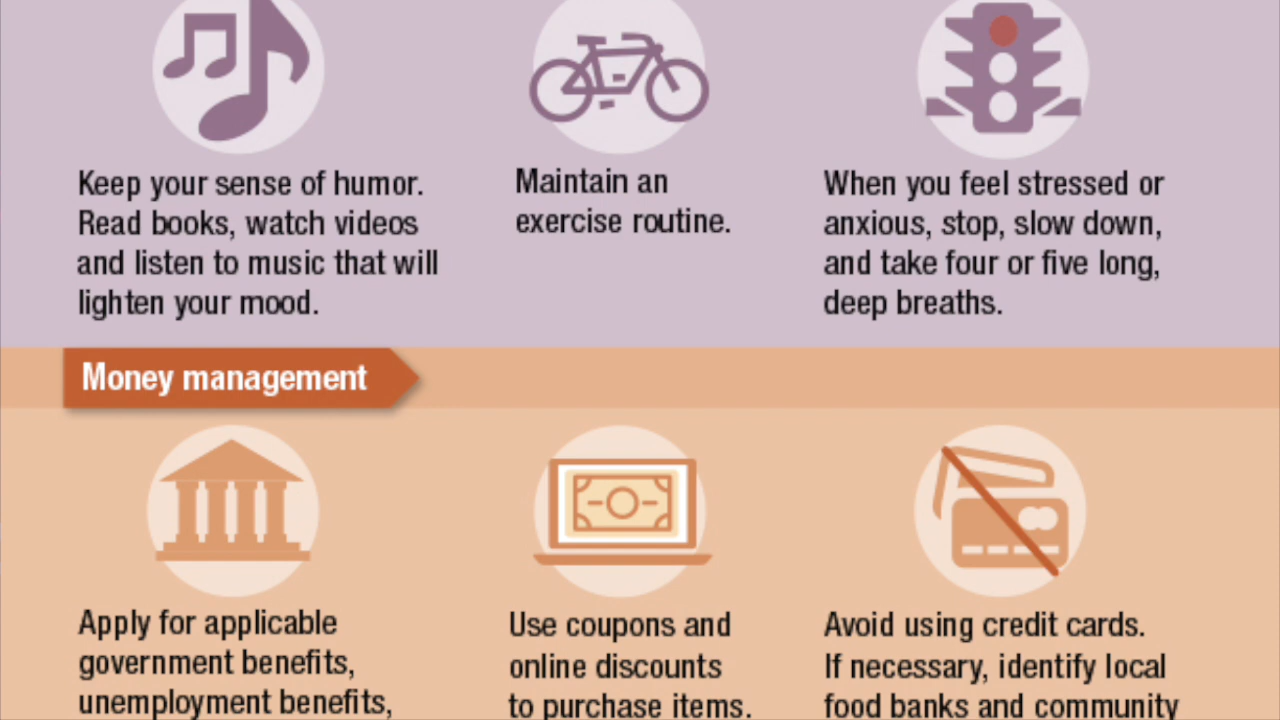 Keep your sense of humor.
Read books, watch videos
and listen to music that will
lighten your mood.
Maintain an
exercise routine.
When you feel stressed or
anxious, stop, slow down,
and take four or five long,
deep breaths.
Money management
Apply for applicable
government benefits,
unemployment benefits,
Use coupons and
online discounts
to purchase items.
Avoid using credit cards.
If necessary, identify local
food banks and community